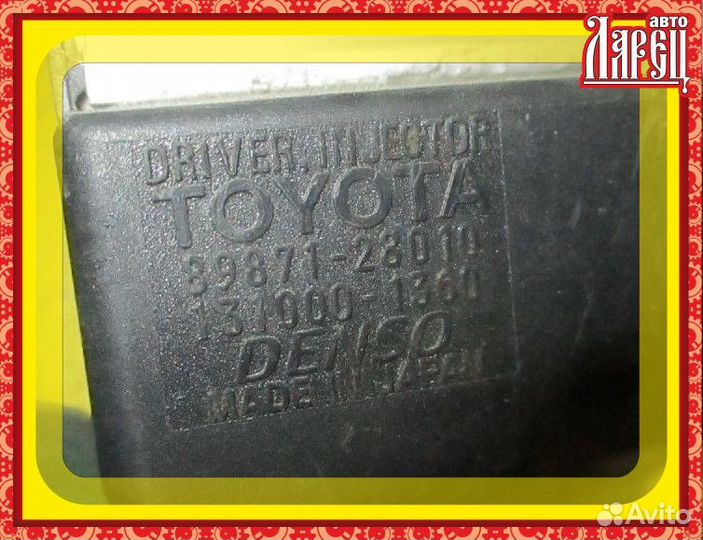 авто
Ларец
DRIVER, INJECTOR
TOYOTA
89871-28010
131000-1360
DENSO
MADE IN JAPAN
Avito